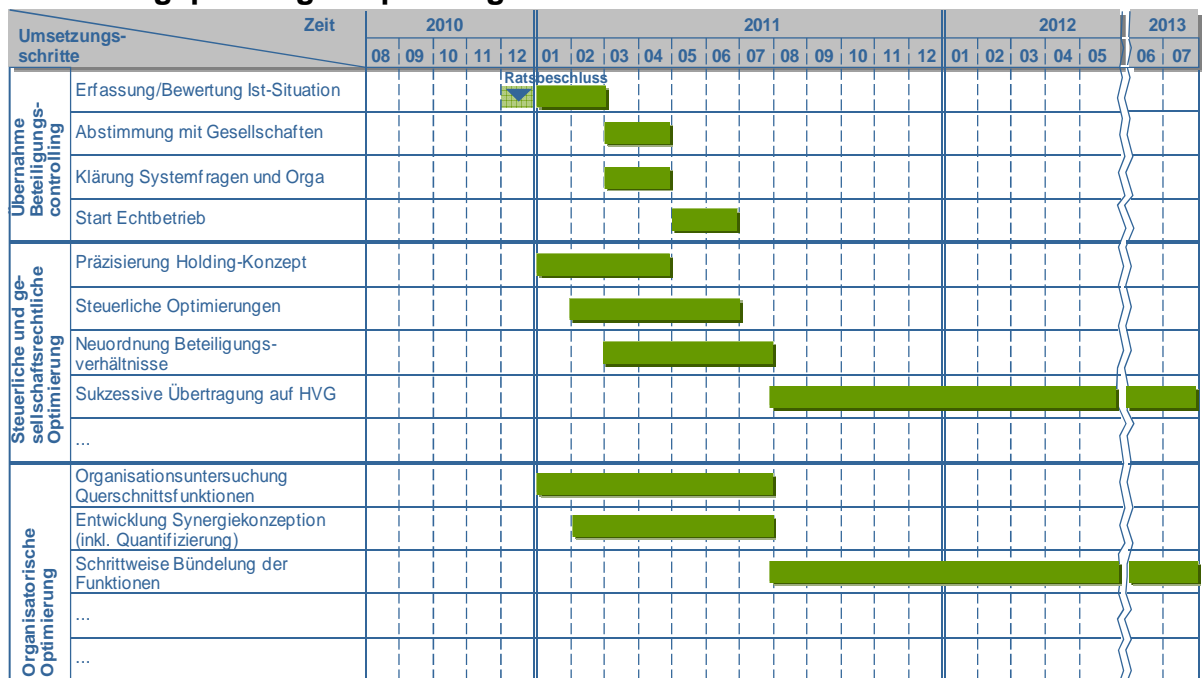 Zeit
Umsetzungs-
schritte
2010
2011
2012
2013
08 09 10 11 12 01 02 03 04 05 06 07 08 09 10 11 12 01 02 03 04 05 06 07
Übernahme
Beteiligungs-
controlling
Ratsbeschluss
Erfassung/Bewertung Ist-Situation
Abstimmung mit Gesellschaften
Klärung Systemfragen und Orga
Start Echtbetrieb
Steuerliche und ge-
sellschaftsrechtliche
Optimierung
Präzisierung Holding-Konzept
Steuerliche Optimierungen
Neuordnung Beteiligungs-
verhältnisse
Sukzessive Übertragung auf HVG
...
Organisatorische
Optimierung
Organisationsuntersuchung
Querschnittsfunktionen
Entwicklung Synergiekonzeption
(inkl. Quantifizierung)
Schrittweise Bündelung der
Funktionen
...
...